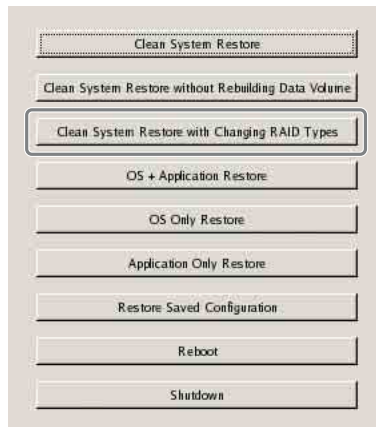 Clean System Restore
Clean System Restore without Rebuilding Data Volume
Clean System Restore with Changing RAID Types
OS + Application Restore
OS Only Restore
Application Only Restore
Restore Saved Configuration
Reboot
Shutdown